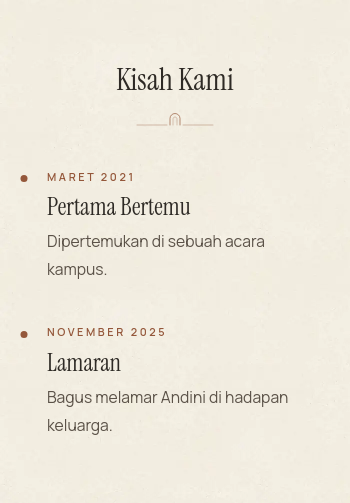 Kisah Kami
MARET 2021
Pertama Bertemu
Dipertemukan di sebuah acara
kampus.
NOVEMBER 2025
Lamaran
Bagus melamar Andini di hadapan
keluarga.